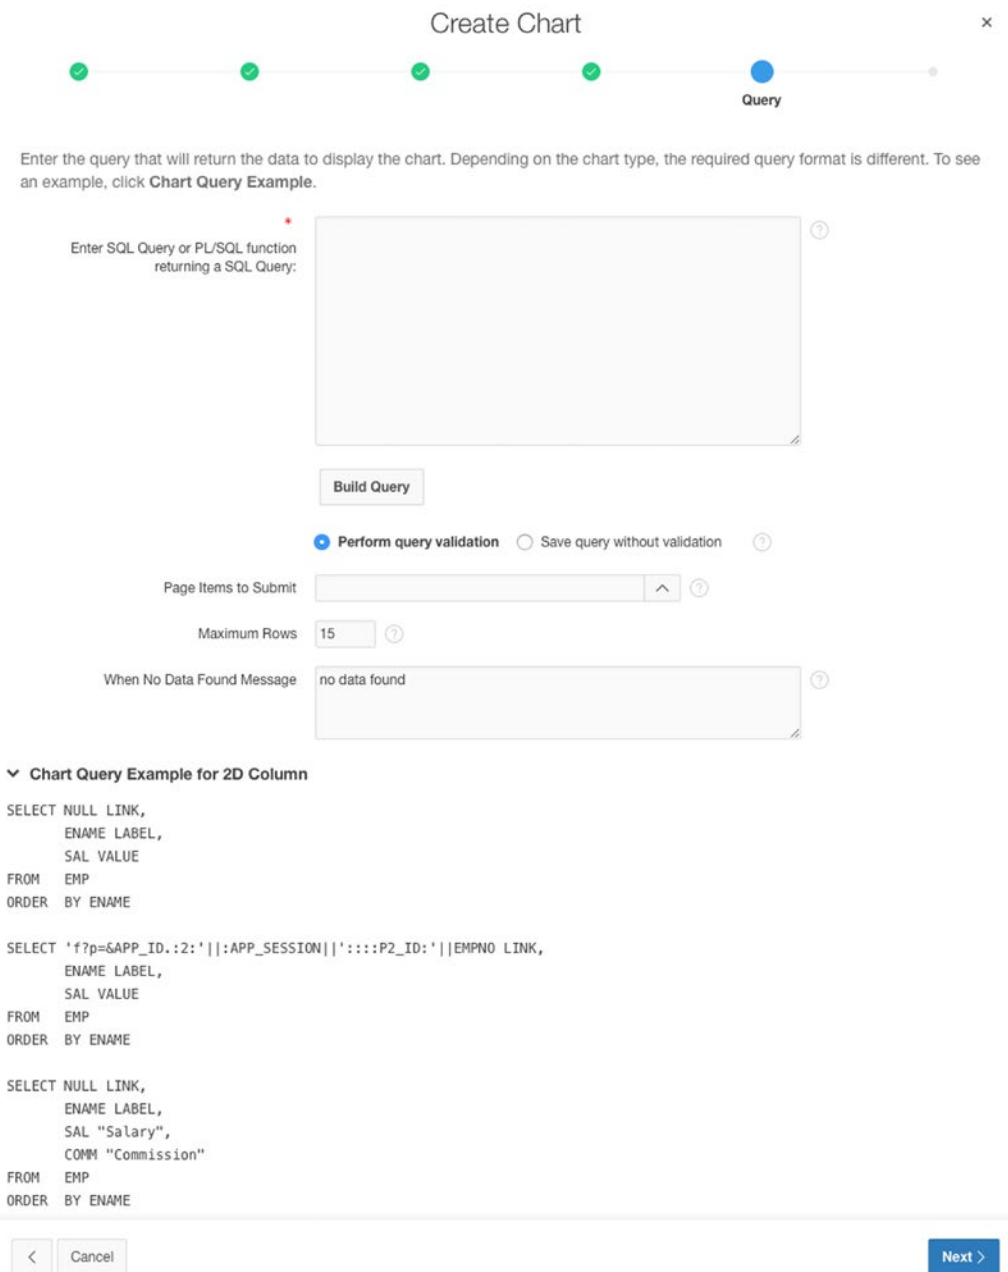 Create Chart
Query
Enter the query that will return the data to display the chart. Depending on the chart type, the required query format is different. To see
an example, click Chart Query Example.
*
Enter SQL Query or PL/SQL function
returning a SQL Query:
?
Build Query
Perform query validation Save query without validation ?
Page Items to Submit ?
Maximum Rows 15 ?
When No Data Found Message no data found ?
Chart Query Example for 2D Column
SELECT NULL LINK,
ENAME LABEL,
SAL VALUE
FROM EMP
ORDER BY ENAME
SELECT 'f?p=&APP_ID.:2:'||:APP_SESSION||'::::P2_ID:'||EMPNO LINK,
ENAME LABEL,
SAL VALUE
FROM EMP
ORDER BY ENAME
SELECT NULL LINK,
ENAME LABEL,
SAL "Salary",
COMM "Commission"
FROM EMP
ORDER BY ENAME
< Cancel Next >